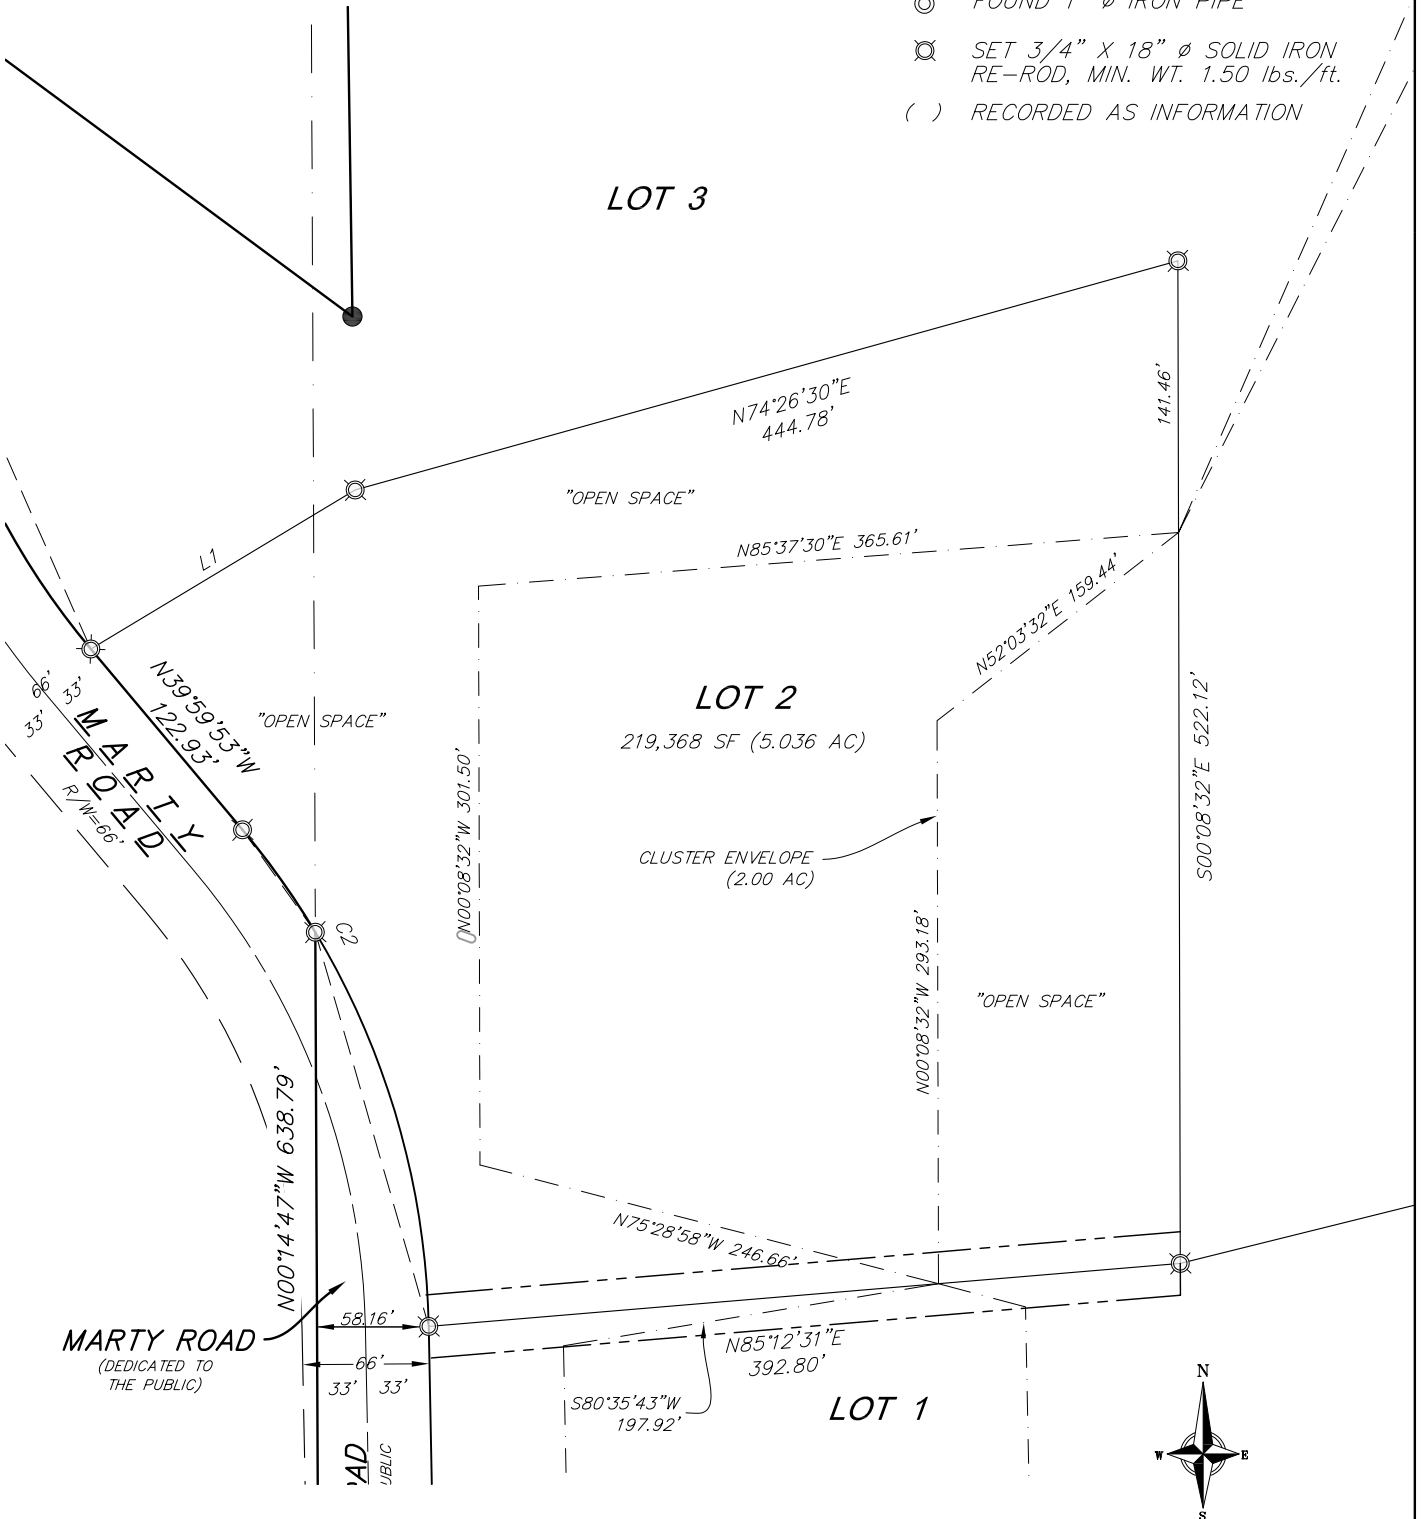 FOUND 1" ø IRON PIPE
SET 3/4" X 18" ø SOLID IRON
RE-ROD, MIN. WT. 1.50 lbs./ft.
( ) RECORDED AS INFORMATION
LOT 3
N74°26'30"E
444.78'
141.46'
"OPEN SPACE"
L1
N85°37'30"E 365.61'
N52°03'32"E 159.44'
N39°59'53"W
122.93'
66'
33'
33'
MARTY
ROAD
R/W=66'
"OPEN SPACE"
LOT 2
219,368 SF (5.036 AC)
N00°08'32"W 301.50'
S00°08'32"E 522.12'
CLUSTER ENVELOPE
(2.00 AC)
C2
N00°08'32"W 293.18'
"OPEN SPACE"
N00°14'47"W 638.79'
N75°28'58"W 246.66'
MARTY ROAD
(DEDICATED TO
THE PUBLIC)
58.16'
66'
33' 33'
N85°12'31"E
392.80'
S80°35'43"W
197.92'
LOT 1
OAD
UBLIC
N
W E
S